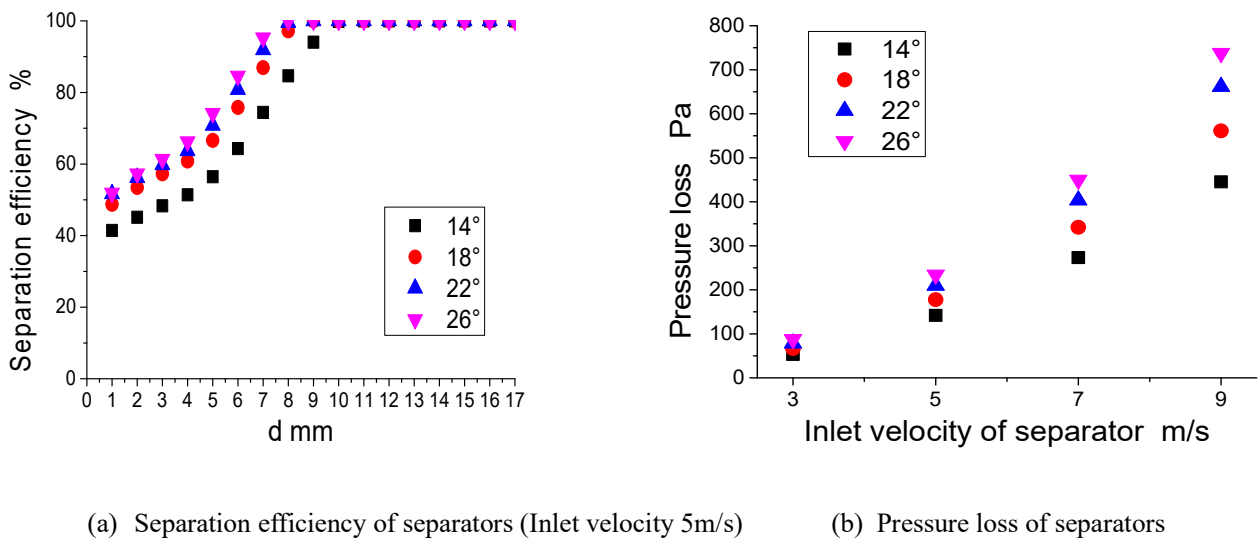 Separation efficiency %
100
80
60
40
20
0
0 1 2 3 4 5 6 7 8 9 10 11 12 13 14 15 16 17
d mm
14°
18°
22°
26°
Pressure loss Pa
800
700
600
500
400
300
200
100
0
3 5 7 9
Inlet velocity of separator m/s
14°
18°
22°
26°
(a) Separation efficiency of separators (Inlet velocity 5m/s)
(b) Pressure loss of separators